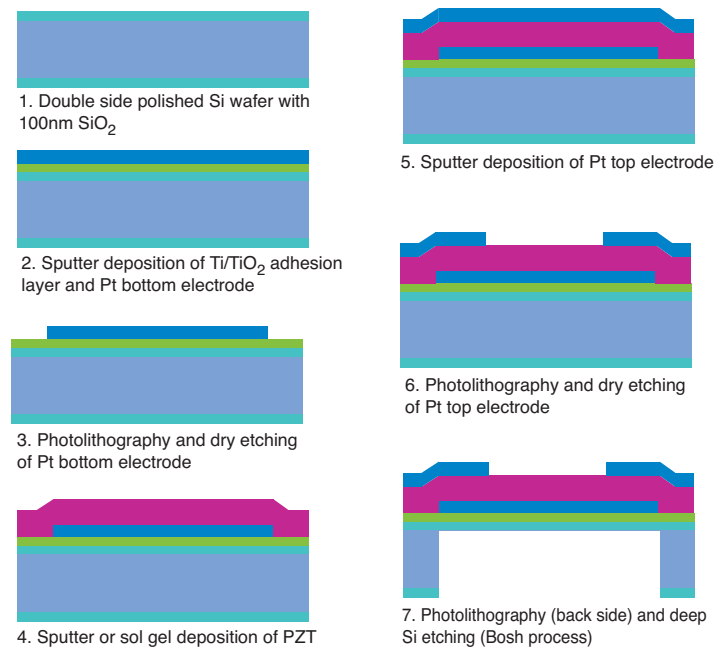 1. Double side polished Si wafer with
100nm SiO2
2. Sputter deposition of Ti/TiO2 adhesion
layer and Pt bottom electrode
3. Photolithography and dry etching
of Pt bottom electrode
4. Sputter or sol gel deposition of PZT
5. Sputter deposition of Pt top electrode
6. Photolithography and dry etching
of Pt top electrode
7. Photolithography (back side) and deep
Si etching (Bosh process)